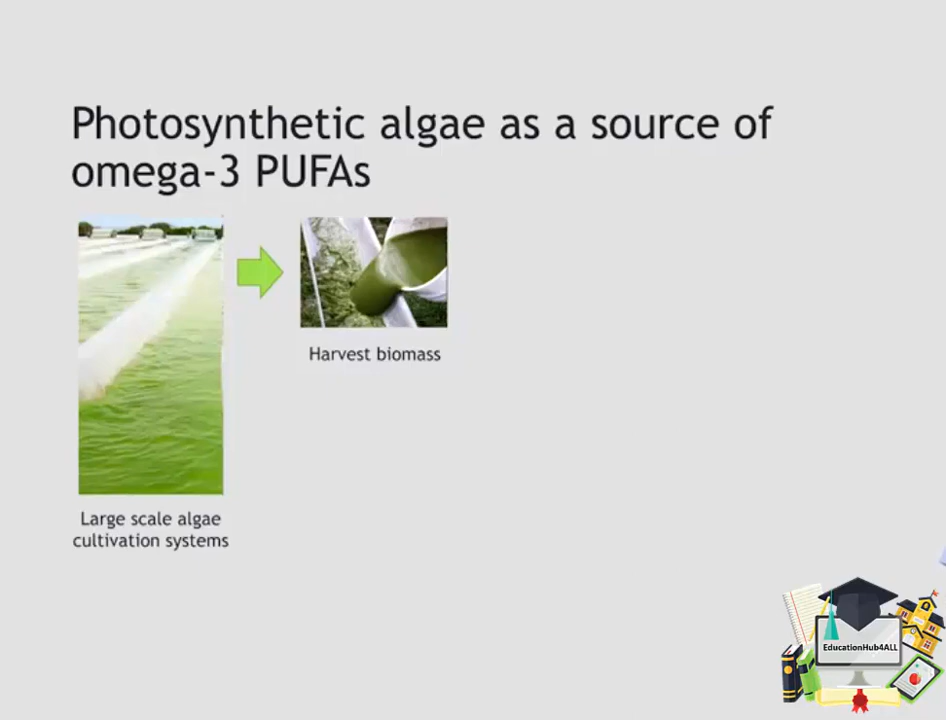 Photosynthetic algae as a source of
omega-3 PUFAs
Harvest biomass
Large scale algae
cultivation systems
EducationHub4ALL